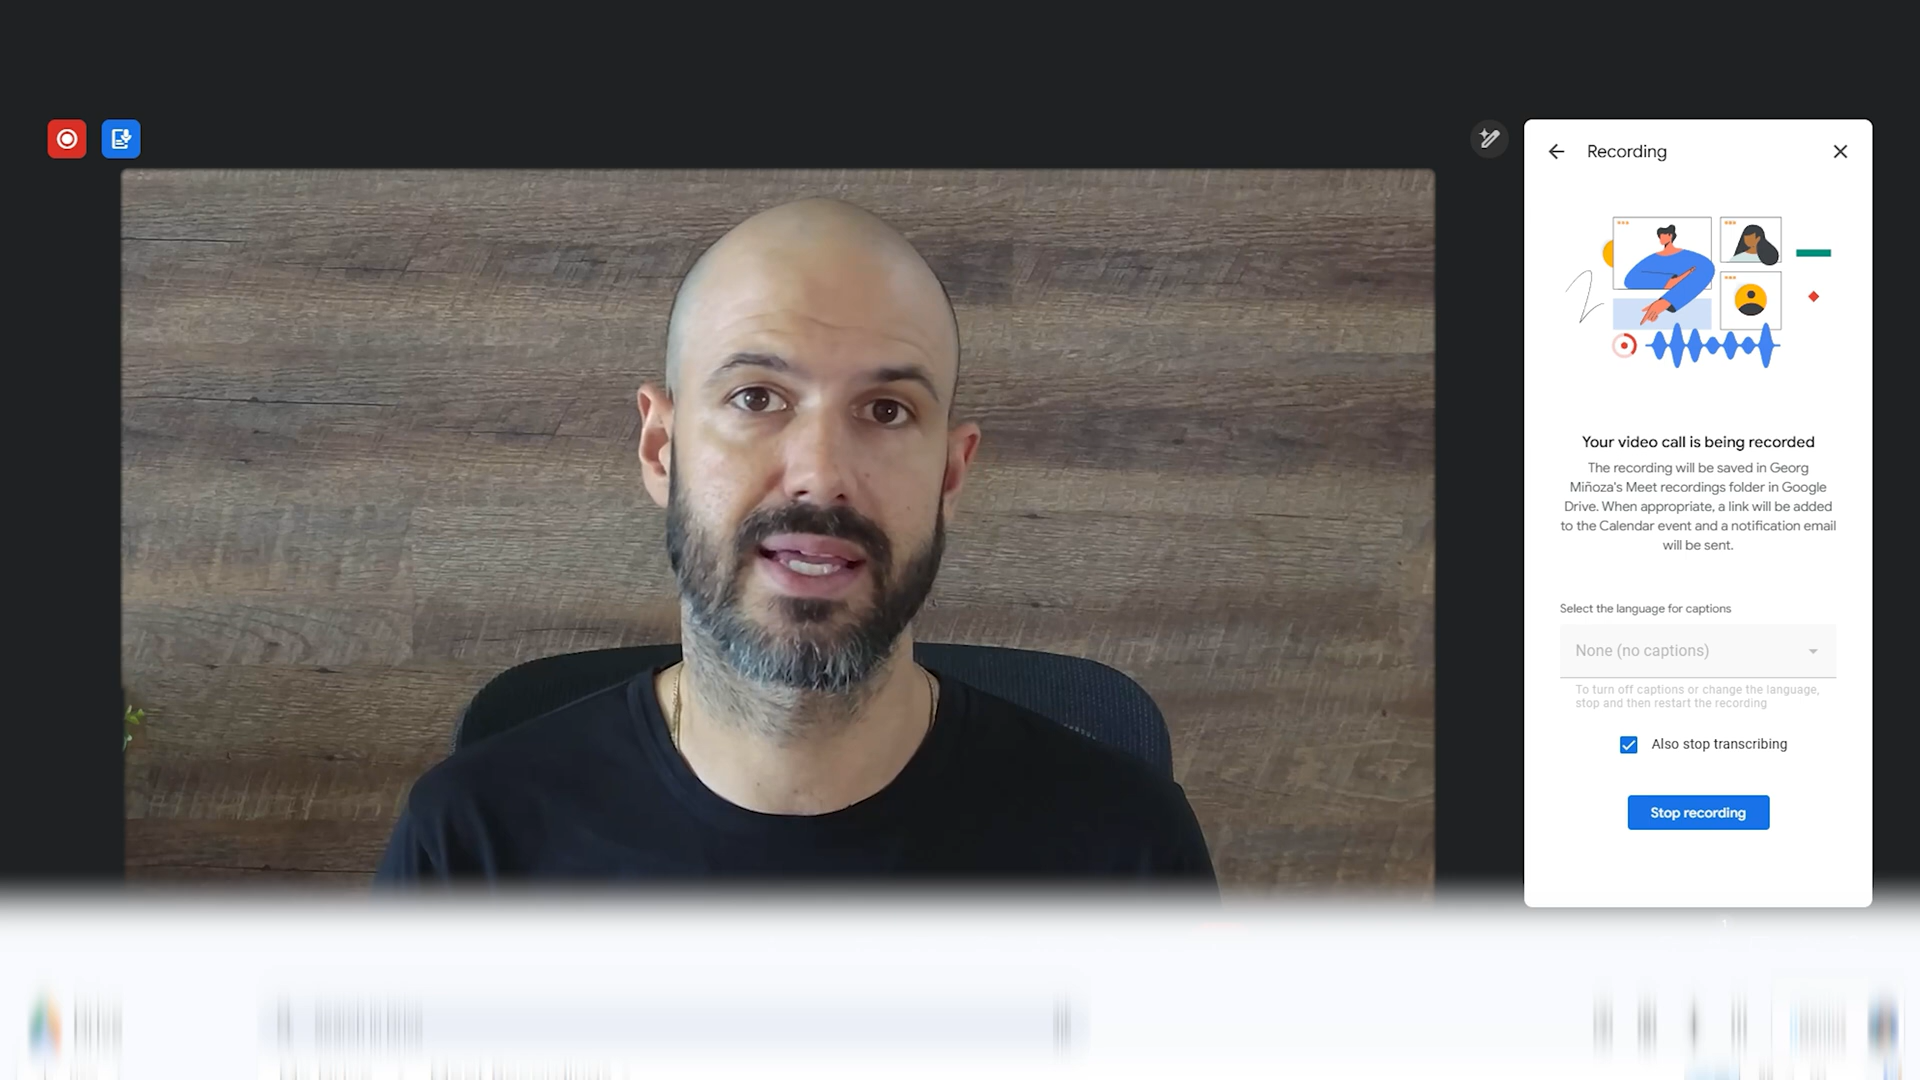 Recording
Your video call is being recorded
The recording will be saved in Georg
Miñoza's Meet recordings folder in Google
Drive. When appropriate, a link will be added
to the Calendar event and a notification email
will be sent.
Select the language for captions
None (no captions)
To turn off captions or change the language,
stop and then restart the recording
Also stop transcribing
Stop recording